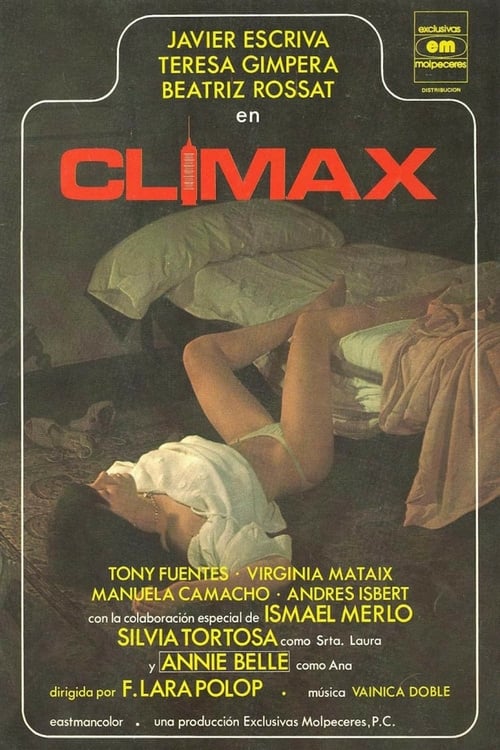 exclusivas
em
molpeceres
DISTRIBUCION
JAVIER ESCRIVA
TERESA GIMPERA
BEATRIZ ROSSAT
en
CLIMAX
TONY FUENTES · VIRGINIA MATAIX
MANUELA CAMACHO · ANDRES ISBERT
con la colaboración especial de ISMAEL MERLO
SILVIA TORTOSA como Srta. Laura
y ANNIE BELLE como Ana
dirigida por F. LARA POLOP . música VAINICA DOBLE
eastmancolor . una producción Exclusivas Molpeceres, P.C.